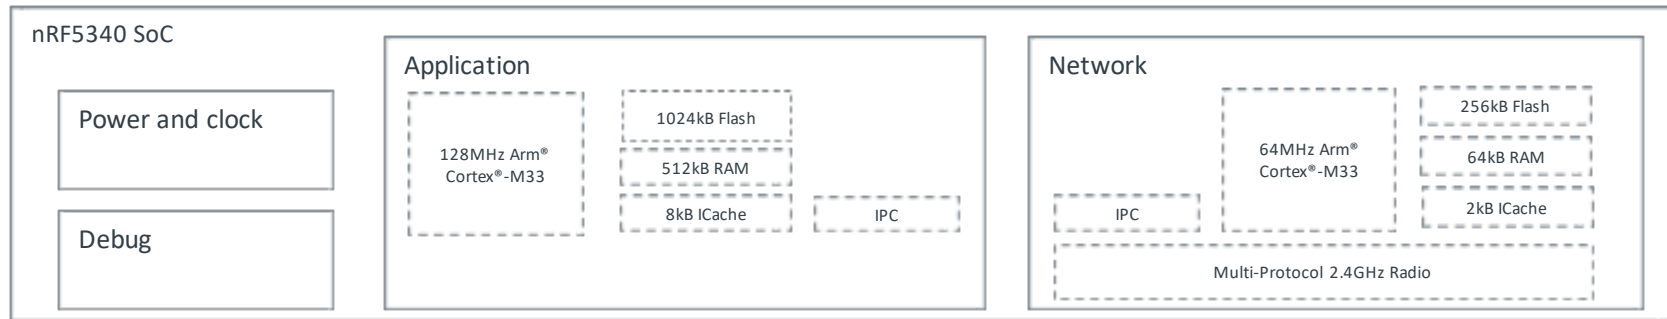 nRF5340 SoC
Power and clock
Debug
Application
128MHz Arm®
Cortex®-M33
1024kB Flash
512kB RAM
8kB ICache
IPC
Network
IPC
64MHz Arm®
Cortex®-M33
256kB Flash
64kB RAM
2kB ICache
Multi-Protocol 2.4GHz Radio